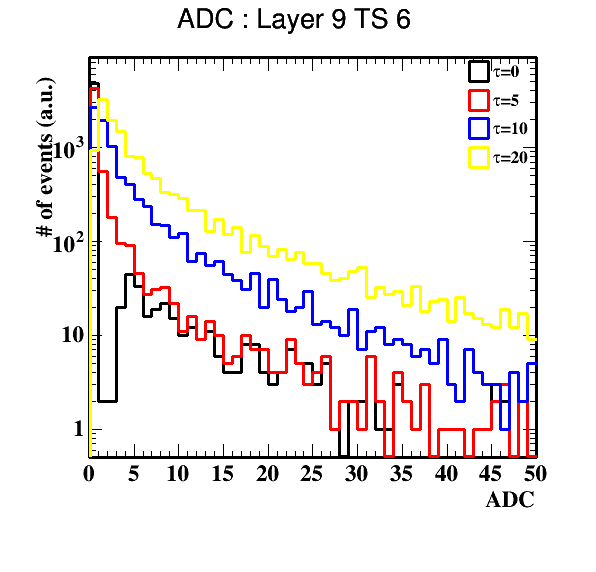 ADC : Layer 9 TS 6
# of events (a.u.)
10³
10²
10
1
τ=0
τ=5
τ=10
τ=20
0 5 10 15 20 25 30 35 40 45 50
ADC